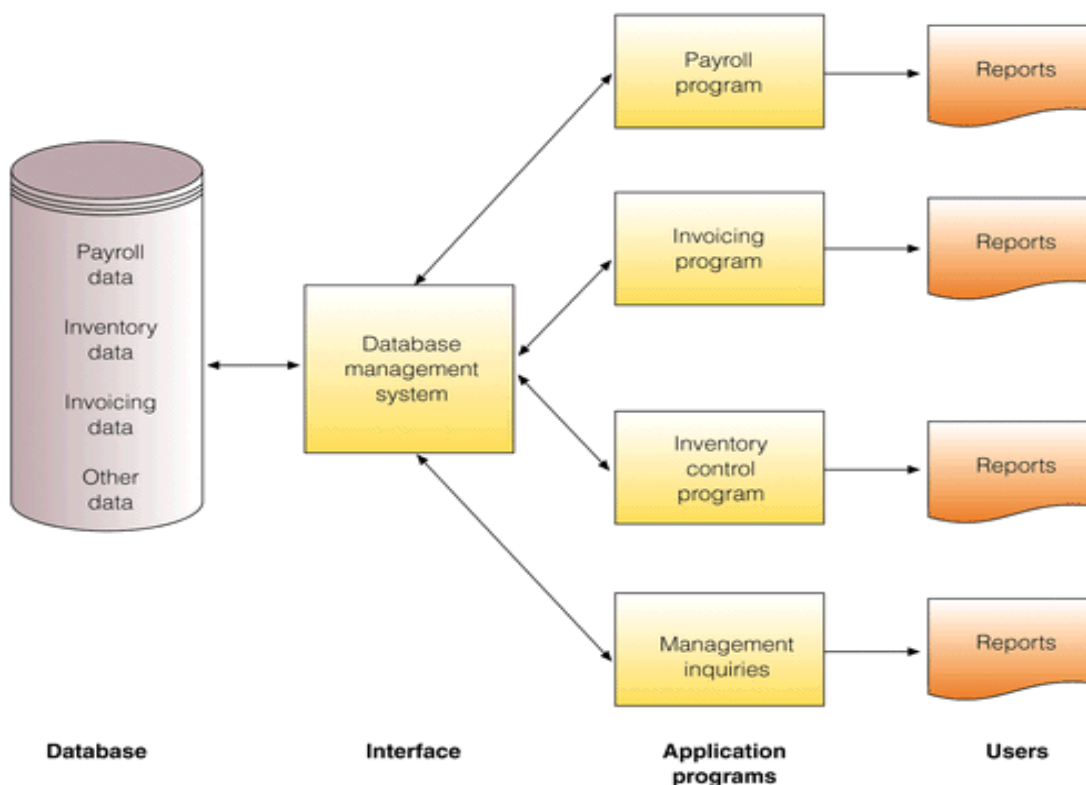 Payroll
data
Inventory
data
Invoicing
data
Other
data
Database
management
system
Payroll
program
Invoicing
program
Inventory
control
program
Management
inquiries
Reports
Reports
Reports
Reports
Database
Interface
Application
programs
Users